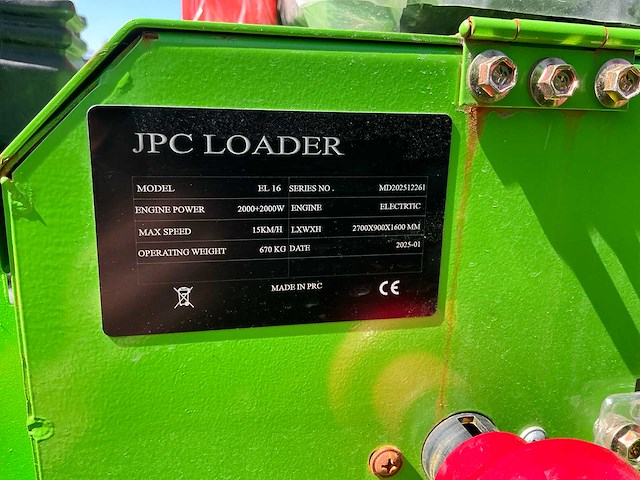 JPC LOADER
MODEL EL 16 SERIES NO . MD202512261
ENGINE POWER 2000+2000W ENGINE ELECTRTIC
MAX SPEED 15KM/H LXWXH 2700X900X1600 MM
OPERATING WEIGHT 670 KG DATE 2025-01
MADE IN PRC CE